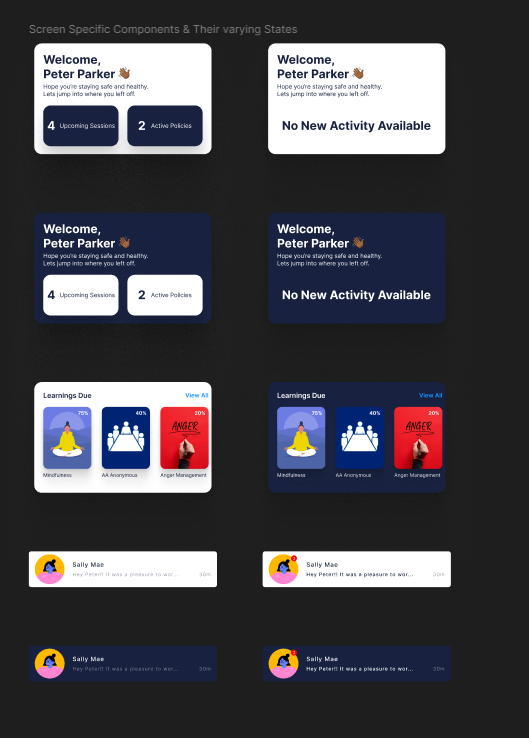 Screen Specific Components & Their varying States
Welcome,
Peter Parker 👋🏾
Hope you're staying safe and healthy.
Lets jump into where you left off.
4 Upcoming Sessions
2 Active Policies
Welcome,
Peter Parker 👋🏾
Hope you're staying safe and healthy.
Lets jump into where you left off.
No New Activity Available
Welcome,
Peter Parker 👋🏾
Hope you're staying safe and healthy.
Lets jump into where you left off.
4 Upcoming Sessions
2 Active Policies
Welcome,
Peter Parker 👋🏾
Hope you're staying safe and healthy.
Lets jump into where you left off.
No New Activity Available
Learnings Due
View All
75%
40%
20%
ANGER
Mindfulness
AA Anonymous
Anger Management
Learnings Due
View All
75%
40%
20%
ANGER
Mindfulness
AA Anonymous
Anger Management
Sally Mae
Hey Peter!! It was a pleasure to wor...
30m
Sally Mae
Hey Peter!! It was a pleasure to wor...
30m
Sally Mae
Hey Peter!! It was a pleasure to wor...
30m
Sally Mae
Hey Peter!! It was a pleasure to wor...
30m